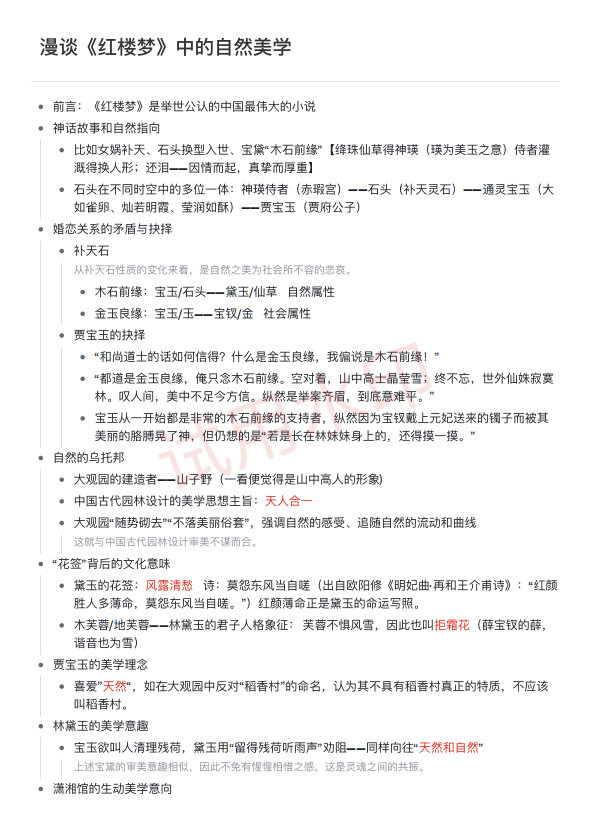 漫谈《红楼梦》中的自然美学
前言：《红楼梦》是举世公认的中国最伟大的小说
神话故事和自然指向
比如女娲补天、石头换型入世、宝黛“木石前缘”【绛珠仙草得神瑛（瑛为美玉之意）侍者灌
溉得换人形；还泪——因情而起，真挚而厚重】
石头在不同时空中的多位一体：神瑛侍者（赤瑕宫）——石头（补天灵石）——通灵宝玉（大
如雀卵、灿若明霞、莹润如酥）——贾宝玉（贾府公子）
婚恋关系的矛盾与抉择
补天石
从补天石性质的变化来看，是自然之美为社会所不容的悲哀。
木石前缘：宝玉/石头——黛玉/仙草 自然属性
金玉良缘：宝玉/玉——宝钗/金 社会属性
贾宝玉的抉择
“和尚道士的话如何信得？什么是金玉良缘，我偏说是木石前缘！”
“都道是金玉良缘，俺只念木石前缘。空对着，山中高士晶莹雪；终不忘，世外仙姝寂寞
林。叹人间，美中不足今方信。纵然是举案齐眉，到底意难平。”
宝玉从一开始都是非常的木石前缘的支持者，纵然因为宝钗戴上元妃送来的镯子而被其
美丽的胳膊晃了神，但仍想的是“若是长在林妹妹身上的，还得摸一摸。”
自然的乌托邦
大观园的建造者——山子野（一看便觉得是山中高人的形象）
中国古代园林设计的美学思想主旨：天人合一
大观园“随势砌去”“不落美丽俗套”，强调自然的感受、追随自然的流动和曲线
这就与中国古代园林设计审美不谋而合。
“花签”背后的文化意味
黛玉的花签：风露清愁 诗：莫怨东风当自嗟（出自欧阳修《明妃曲·再和王介甫诗》：“红颜
胜人多薄命，莫怨东风当自嗟。”）红颜薄命正是黛玉的命运写照。
木芙蓉/地芙蓉——林黛玉的君子人格象征： 芙蓉不惧风雪，因此也叫拒霜花（薛宝钗的薛，
谐音也为雪）
贾宝玉的美学理念
喜爱”天然“，如在大观园中反对“稻香村”的命名，认为其不具有稻香村真正的特质，不应该
叫稻香村。
林黛玉的美学意趣
宝玉欲叫人清理残荷，黛玉用“留得残荷听雨声”劝阻——同样向往“天然和自然”
上述宝黛的审美意趣相似，因此不免有惺惺相惜之感，这是灵魂之间的共振。
潇湘馆的生动美学意向
试用水印